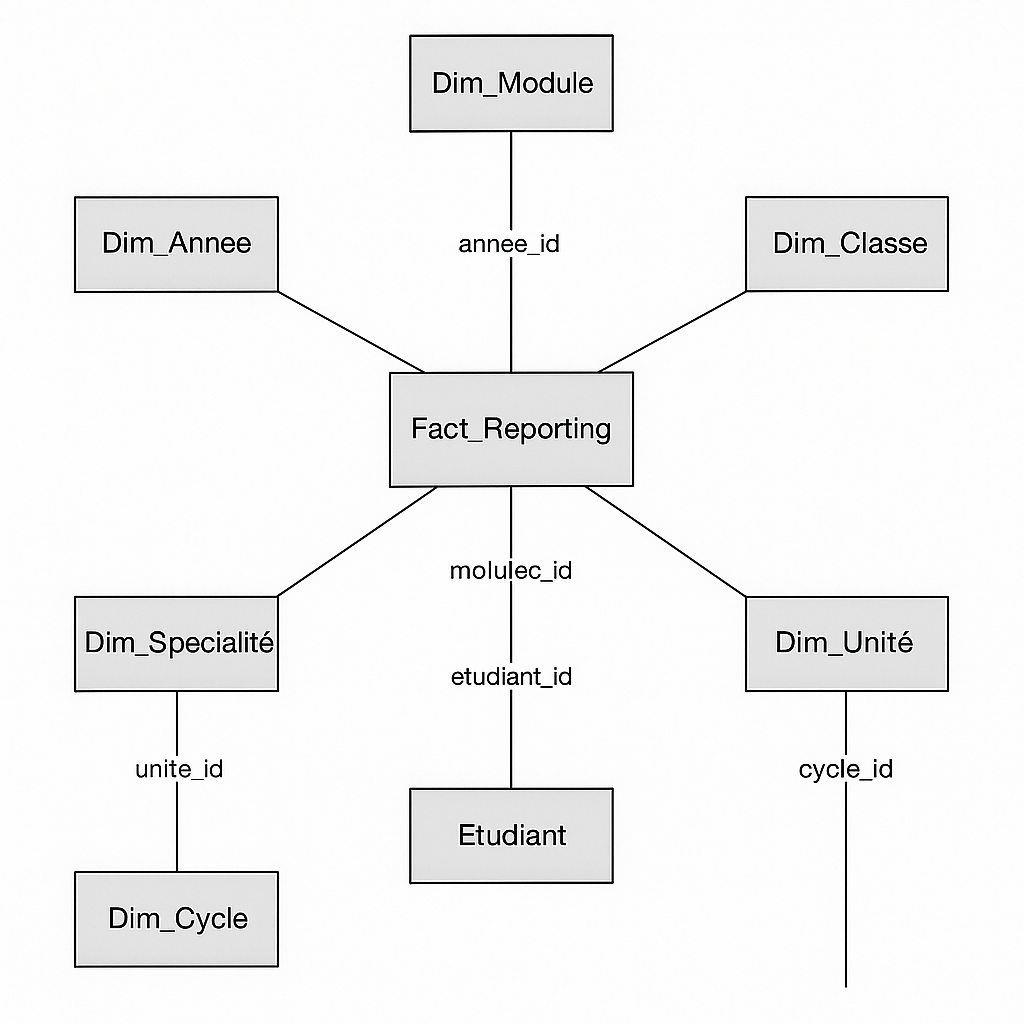 Dim_Module
Dim_Annee
annee_id
Dim_Classe
Fact_Reporting
molulec_id
Dim_Specialité
etudiant_id
Dim_Unité
unite_id
cycle_id
Etudiant
Dim_Cycle